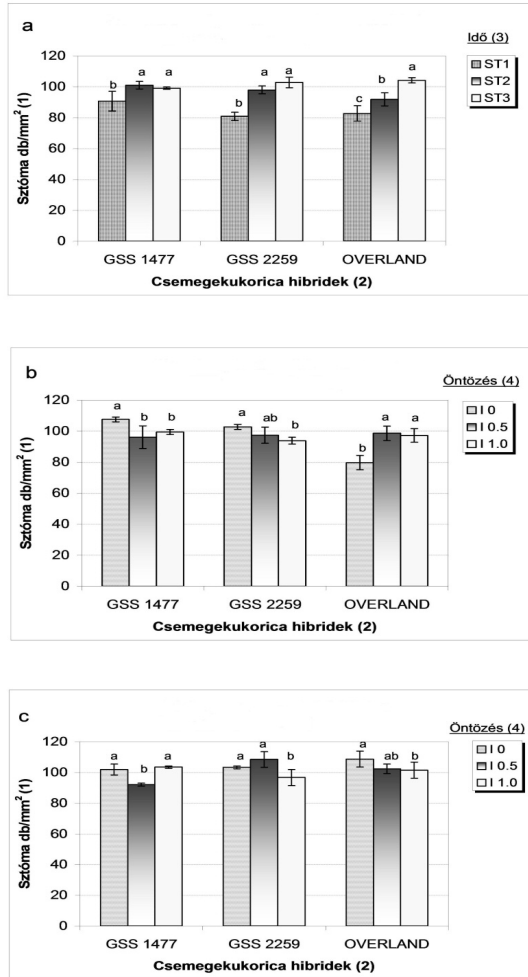 a
Idő (3)
ST1
ST2
ST3
Sztóma db/mm² (1)
120
100
80
60
40
20
0
b a a
b a a
c b a
GSS 1477 GSS 2259 OVERLAND
Csemegekukorica hibridek (2)
b
Öntözés (4)
I 0
I 0.5
I 1.0
Sztóma db/mm² (1)
120
100
80
60
40
20
0
a b b
a ab b
b a a
GSS 1477 GSS 2259 OVERLAND
Csemegekukorica hibridek (2)
c
Öntözés (4)
I 0
I 0.5
I 1.0
Sztóma db/mm² (1)
120
100
80
60
40
20
0
a b a
a a b
a ab b
GSS 1477 GSS 2259 OVERLAND
Csemegekukorica hibridek (2)